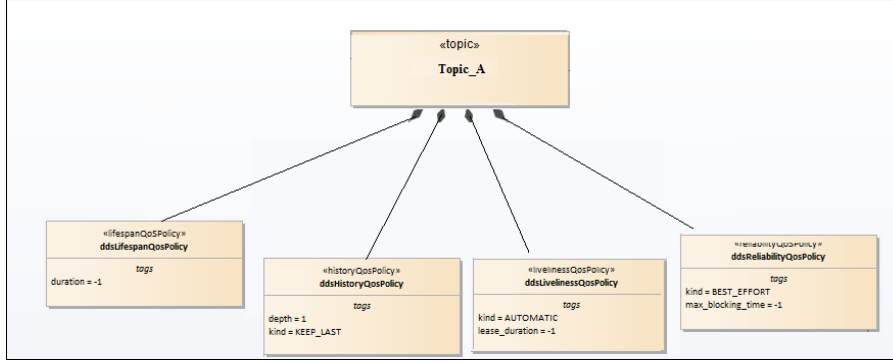 «topic»
Topic_A
«lifespanQoSPolicy»
ddsLifespanQosPolicy
tags
duration = -1
«historyQosPolicy»
ddsHistoryQosPolicy
tags
depth = 1
kind = KEEP_LAST
«livelinessQosPolicy»
ddsLivelinessQosPolicy
tags
kind = AUTOMATIC
lease_duration = -1
«reliabilityQosPolicy»
ddsReliabilityQosPolicy
tags
kind = BEST_EFFORT
max_blocking_time = -1